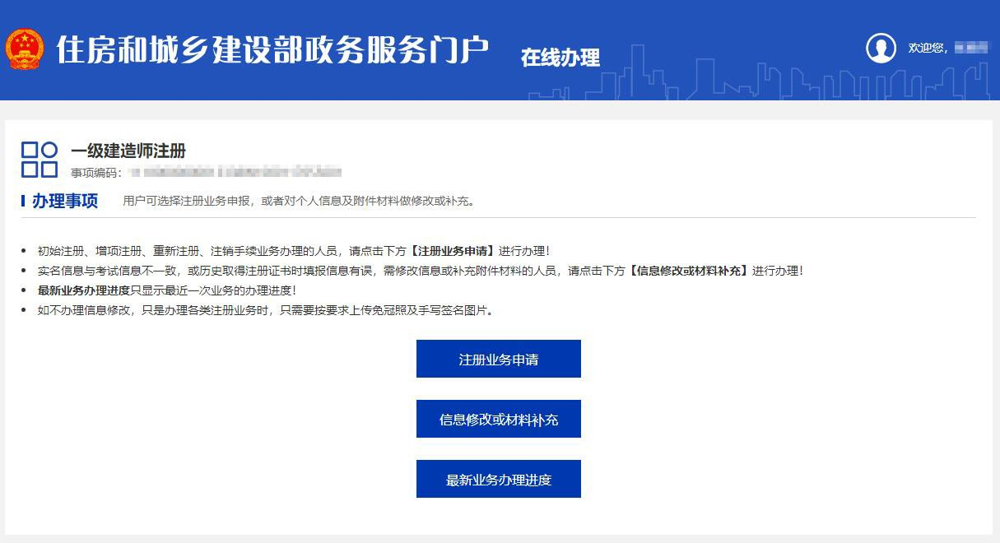 住房和城乡建设部政务服务门户 在线办理 欢迎您，
一级建造师注册
事项编码：
办理事项 用户可选择注册业务申报，或者对个人信息及附件材料做修改或补充。
初始注册、增项注册、重新注册、注销手续业务办理的人员，请点击下方【注册业务申请】进行办理！
实名信息与考试信息不一致，或历史取得注册证书时填报信息有误，需修改信息或补充附件材料的人员，请点击下方【信息修改或材料补充】进行办理！
最新业务办理进度只显示最近一次业务的办理进度！
如不办理信息修改，只是办理各类注册业务时，只需要按要求上传免冠照及手写签名图片。
注册业务申请
信息修改或材料补充
最新业务办理进度